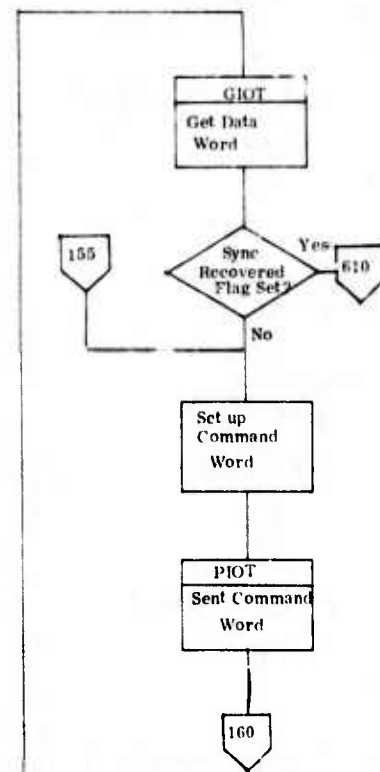 GIOT
Get Data
Word
155
Sync
Recovered
Flag Set?
Yes
610
No
Set up
Command
Word
PIOT
Sent Command
Word
160